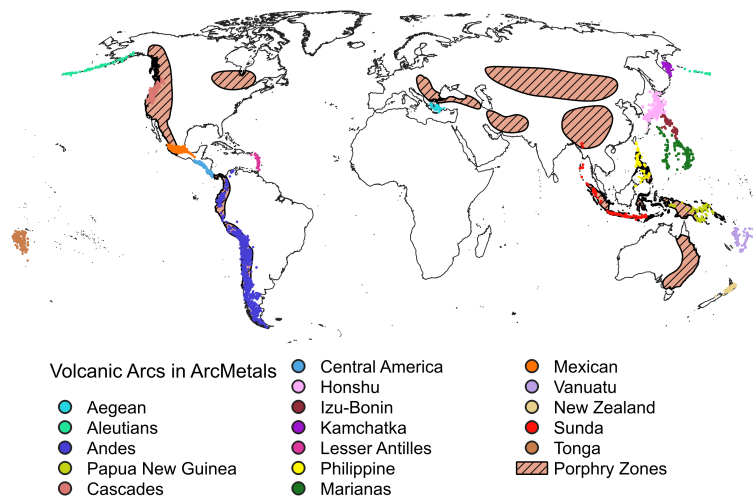 Volcanic Arcs in ArcMetals
Aegean
Aleutians
Andes
Papua New Guinea
Cascades
Central America
Honshu
Izu-Bonin
Kamchatka
Lesser Antilles
Philippine
Marianas
Mexican
Vanuatu
New Zealand
Sunda
Tonga
Porphry Zones